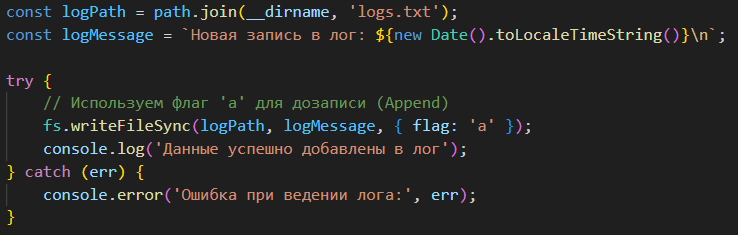 const logPath = path.join(__dirname, 'logs.txt');
const logMessage = `Новая запись в лог: ${new Date().toLocaleTimeString()}\n`;
try {
// Используем флаг 'a' для дозаписи (Append)
fs.writeFileSync(logPath, logMessage, { flag: 'a' });
console.log('Данные успешно добавлены в лог');
} catch (err) {
console.error('Ошибка при ведении лога:', err);
}